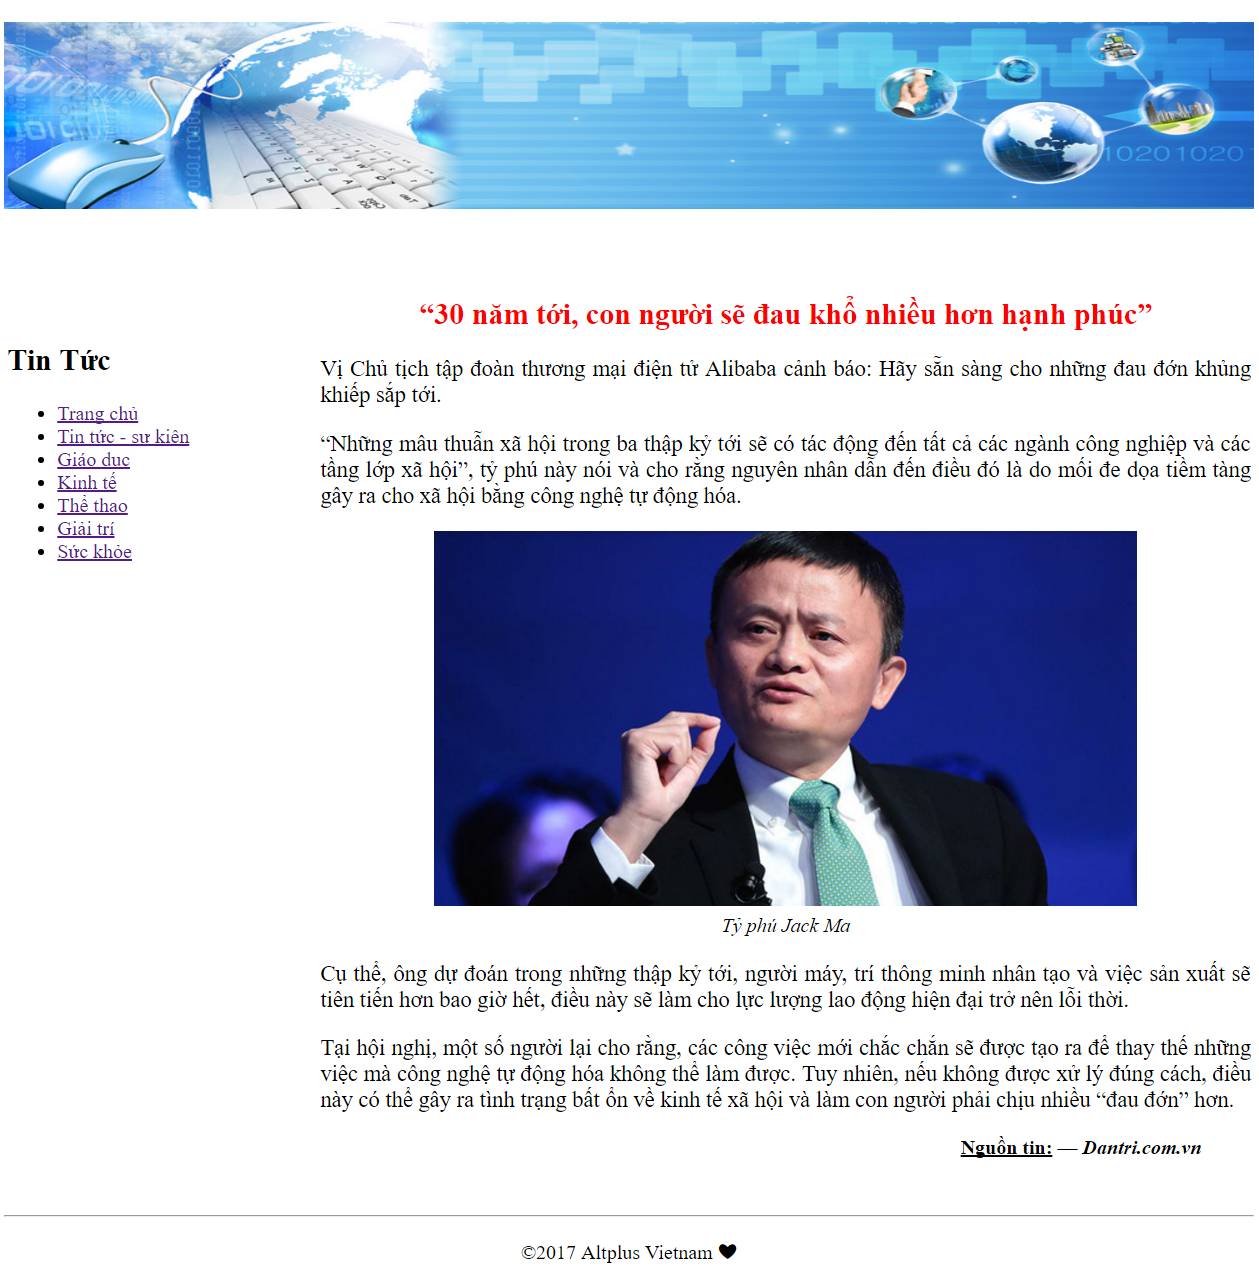 “30 năm tới, con người sẽ đau khổ nhiều hơn hạnh phúc”
Tin Tức
Trang chủ
Tin tức - sự kiện
Giáo dục
Kinh tế
Thể thao
Giải trí
Sức khỏe
Vị Chủ tịch tập đoàn thương mại điện tử Alibaba cảnh báo: Hãy sẵn sàng cho những đau đớn khủng
khiếp sắp tới.
“Những mâu thuẫn xã hội trong ba thập kỷ tới sẽ có tác động đến tất cả các ngành công nghiệp và các
tầng lớp xã hội”, tỷ phú này nói và cho rằng nguyên nhân dẫn đến điều đó là do mối đe dọa tiềm tàng
gây ra cho xã hội bằng công nghệ tự động hóa.
Tỷ phú Jack Ma
Cụ thể, ông dự đoán trong những thập kỷ tới, người máy, trí thông minh nhân tạo và việc sản xuất sẽ
tiên tiến hơn bao giờ hết, điều này sẽ làm cho lực lượng lao động hiện đại trở nên lỗi thời.
Tại hội nghị, một số người lại cho rằng, các công việc mới chắc chắn sẽ được tạo ra để thay thế những
việc mà công nghệ tự động hóa không thể làm được. Tuy nhiên, nếu không được xử lý đúng cách, điều
này có thể gây ra tình trạng bất ổn về kinh tế xã hội và làm con người phải chịu nhiều “đau đớn” hơn.
Nguồn tin: — Dantri.com.vn
©2017 Altplus Vietnam ♥